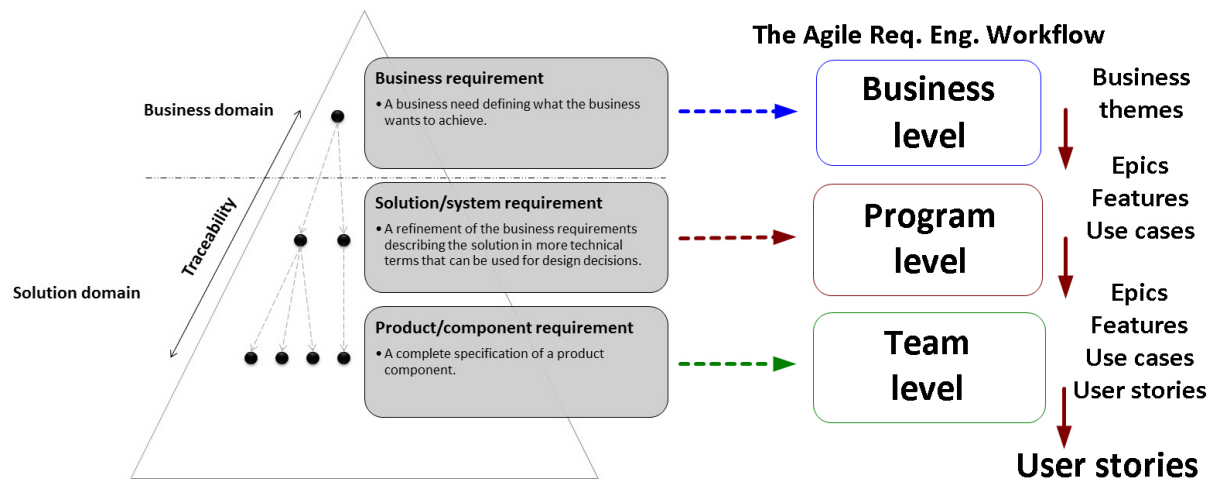 The Agile Req. Eng. Workflow
Business domain
Traceability
Solution domain
Business requirement
• A business need defining what the business
wants to achieve.
Solution/system requirement
• A refinement of the business requirements
describing the solution in more technical
terms that can be used for design decisions.
Product/component requirement
• A complete specification of a product
component.
Business
level
Program
level
Team
level
Business
themes
Epics
Features
Use cases
Epics
Features
Use cases
User stories
User stories